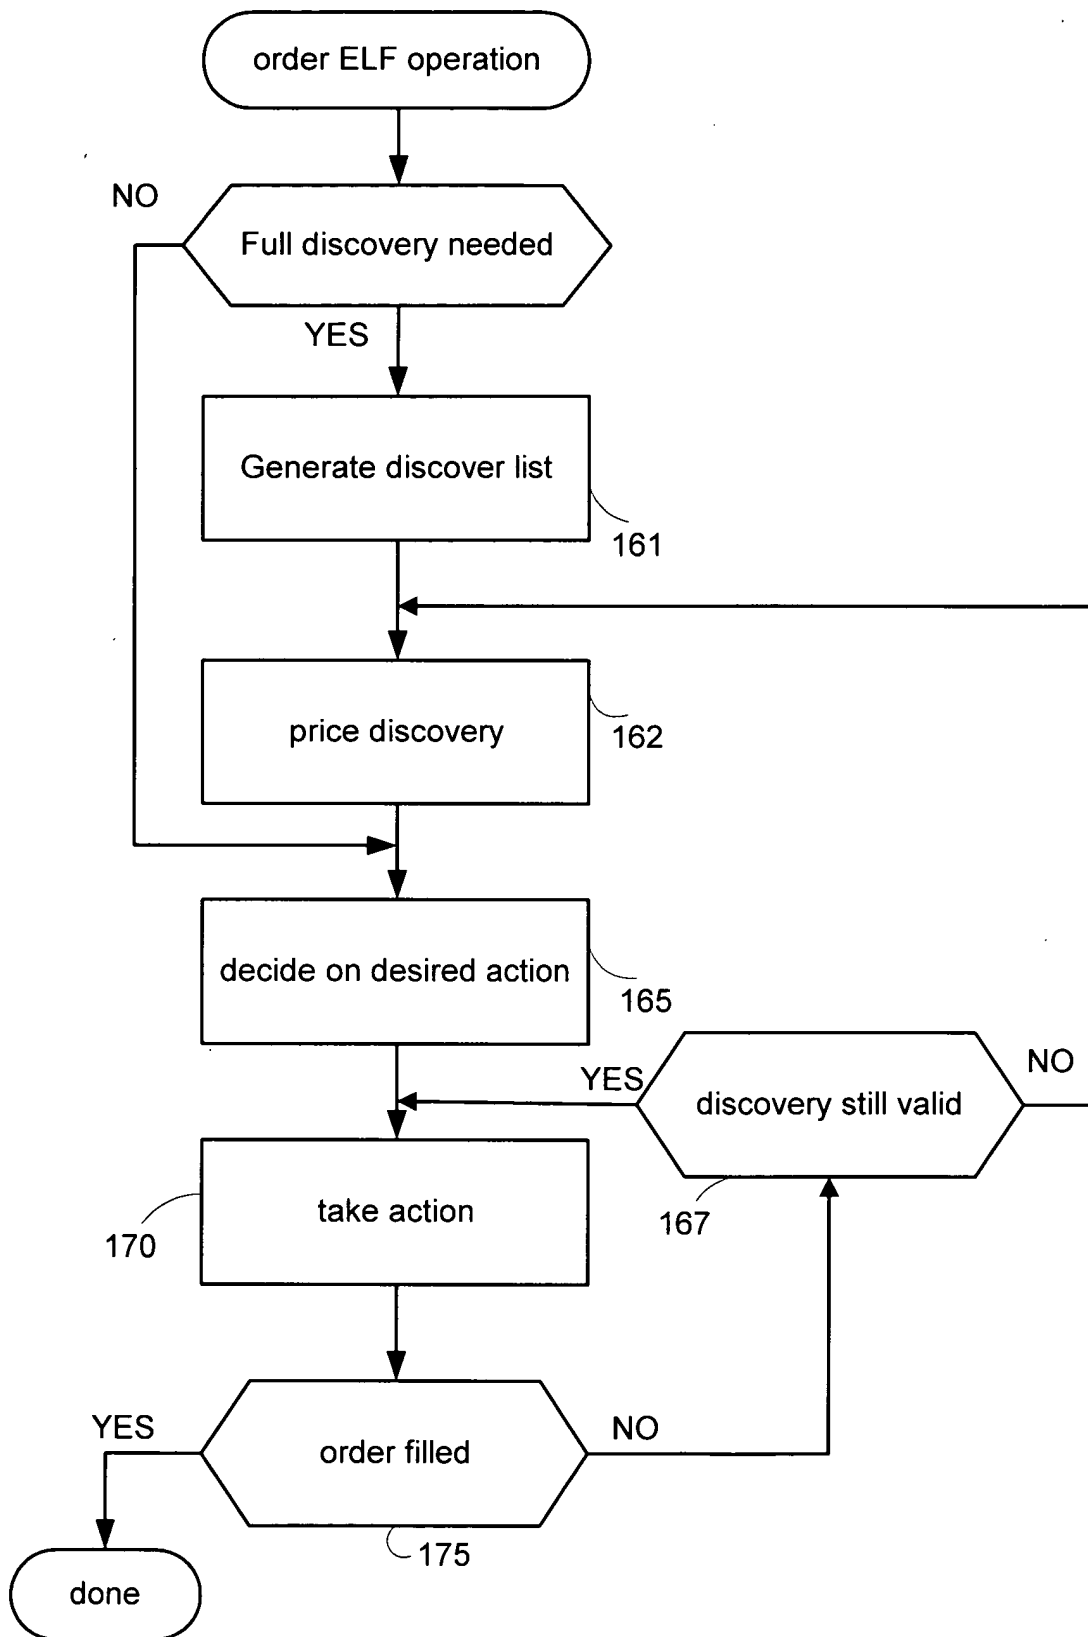 order ELF operation
NO
Full discovery needed
YES
Generate discover list
161
price discovery
162
decide on desired action
165
YES
discovery still valid
NO
167
take action
170
YES
order filled
NO
175
done